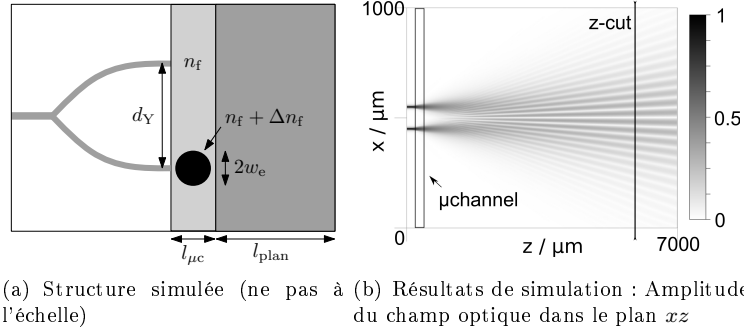 n_f
d_Y
n_f + Δn_f
2w_e
l_μc
l_plan
1000
x / μm
0
z / μm
7000
z-cut
μchannel
1
0.5
0
(a) Structure simulée (ne pas à
l'échelle)
(b) Résultats de simulation : Amplitude
du champ optique dans le plan xz